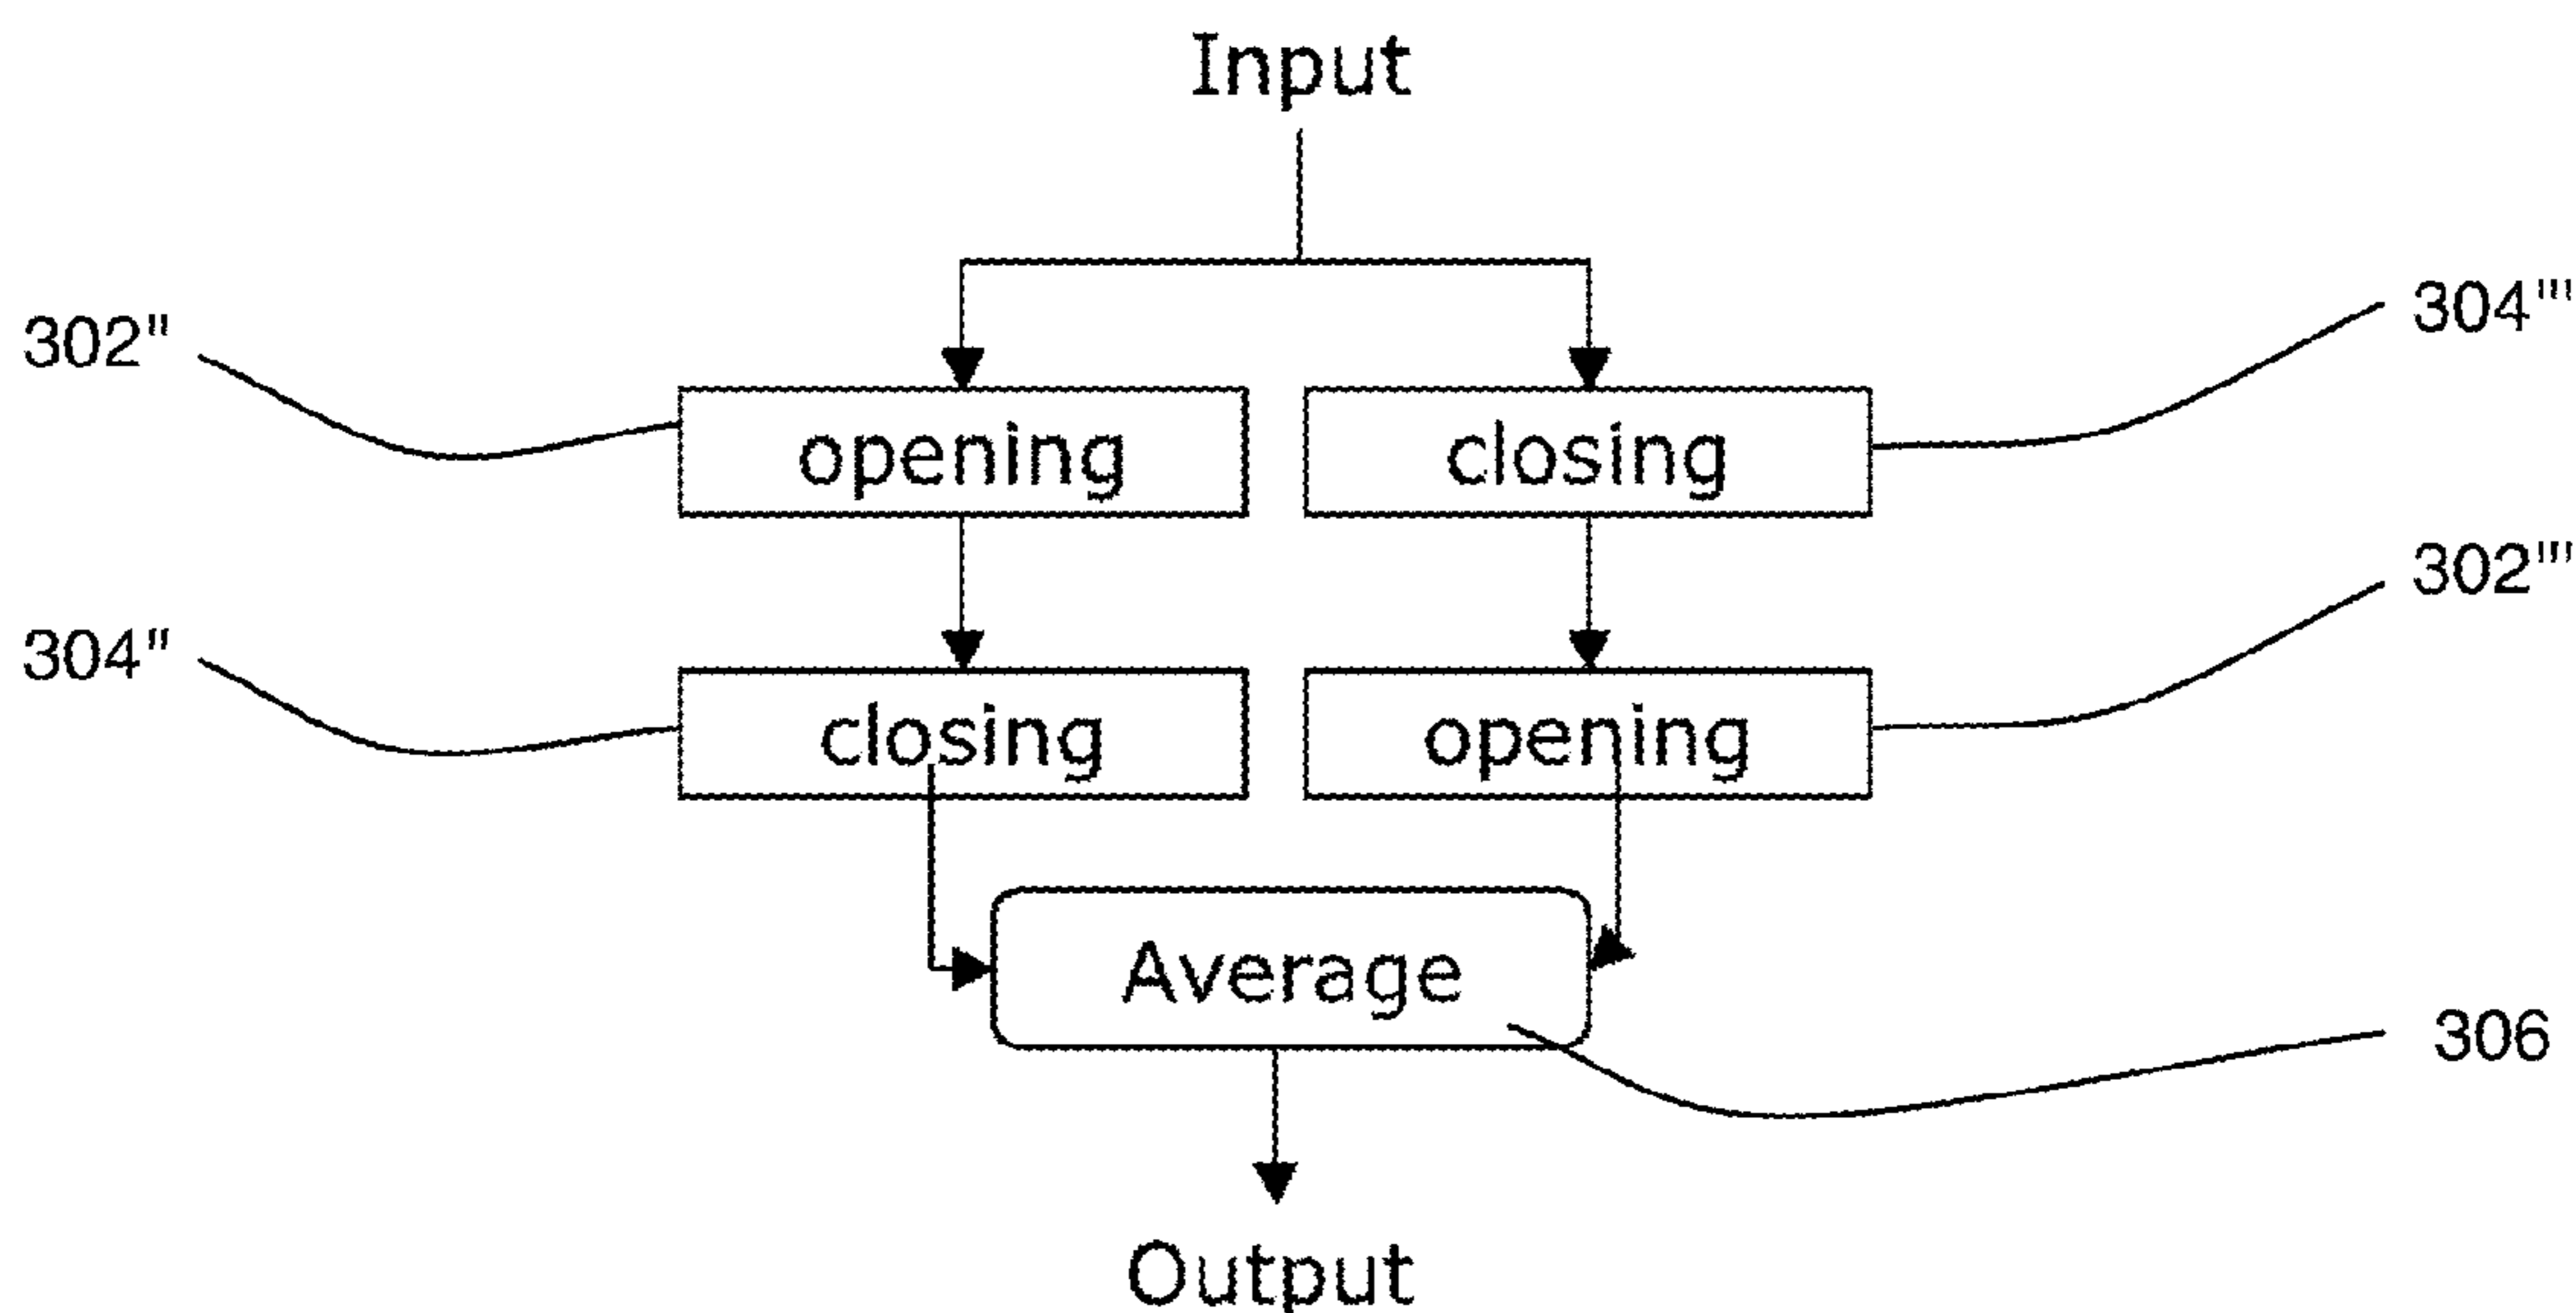 Input
302"
304'''
opening
closing
302'''
304"
closing
opening
Average
306
Output